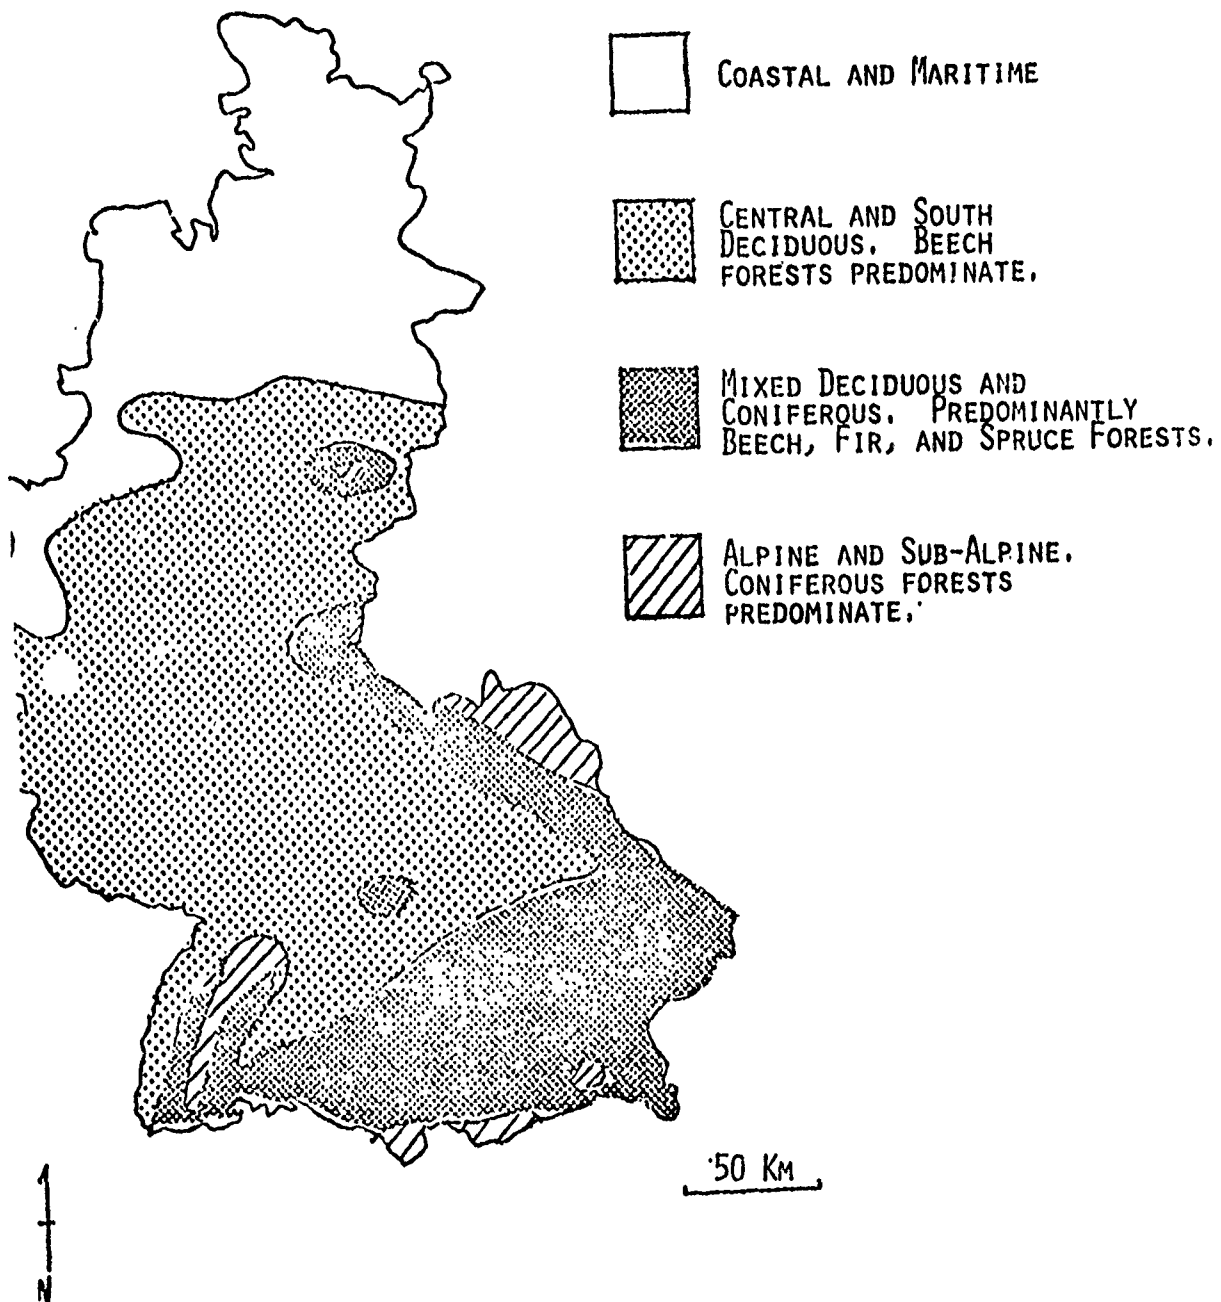 COASTAL AND MARITIME
CENTRAL AND SOUTH
DECIDUOUS. BEECH
FORESTS PREDOMINATE.
MIXED DECIDUOUS AND
CONIFEROUS. PREDOMINANTLY
BEECH, FIR, AND SPRUCE FORESTS.
ALPINE AND SUB-ALPINE.
CONIFEROUS FORESTS
PREDOMINATE.
50 KM
N